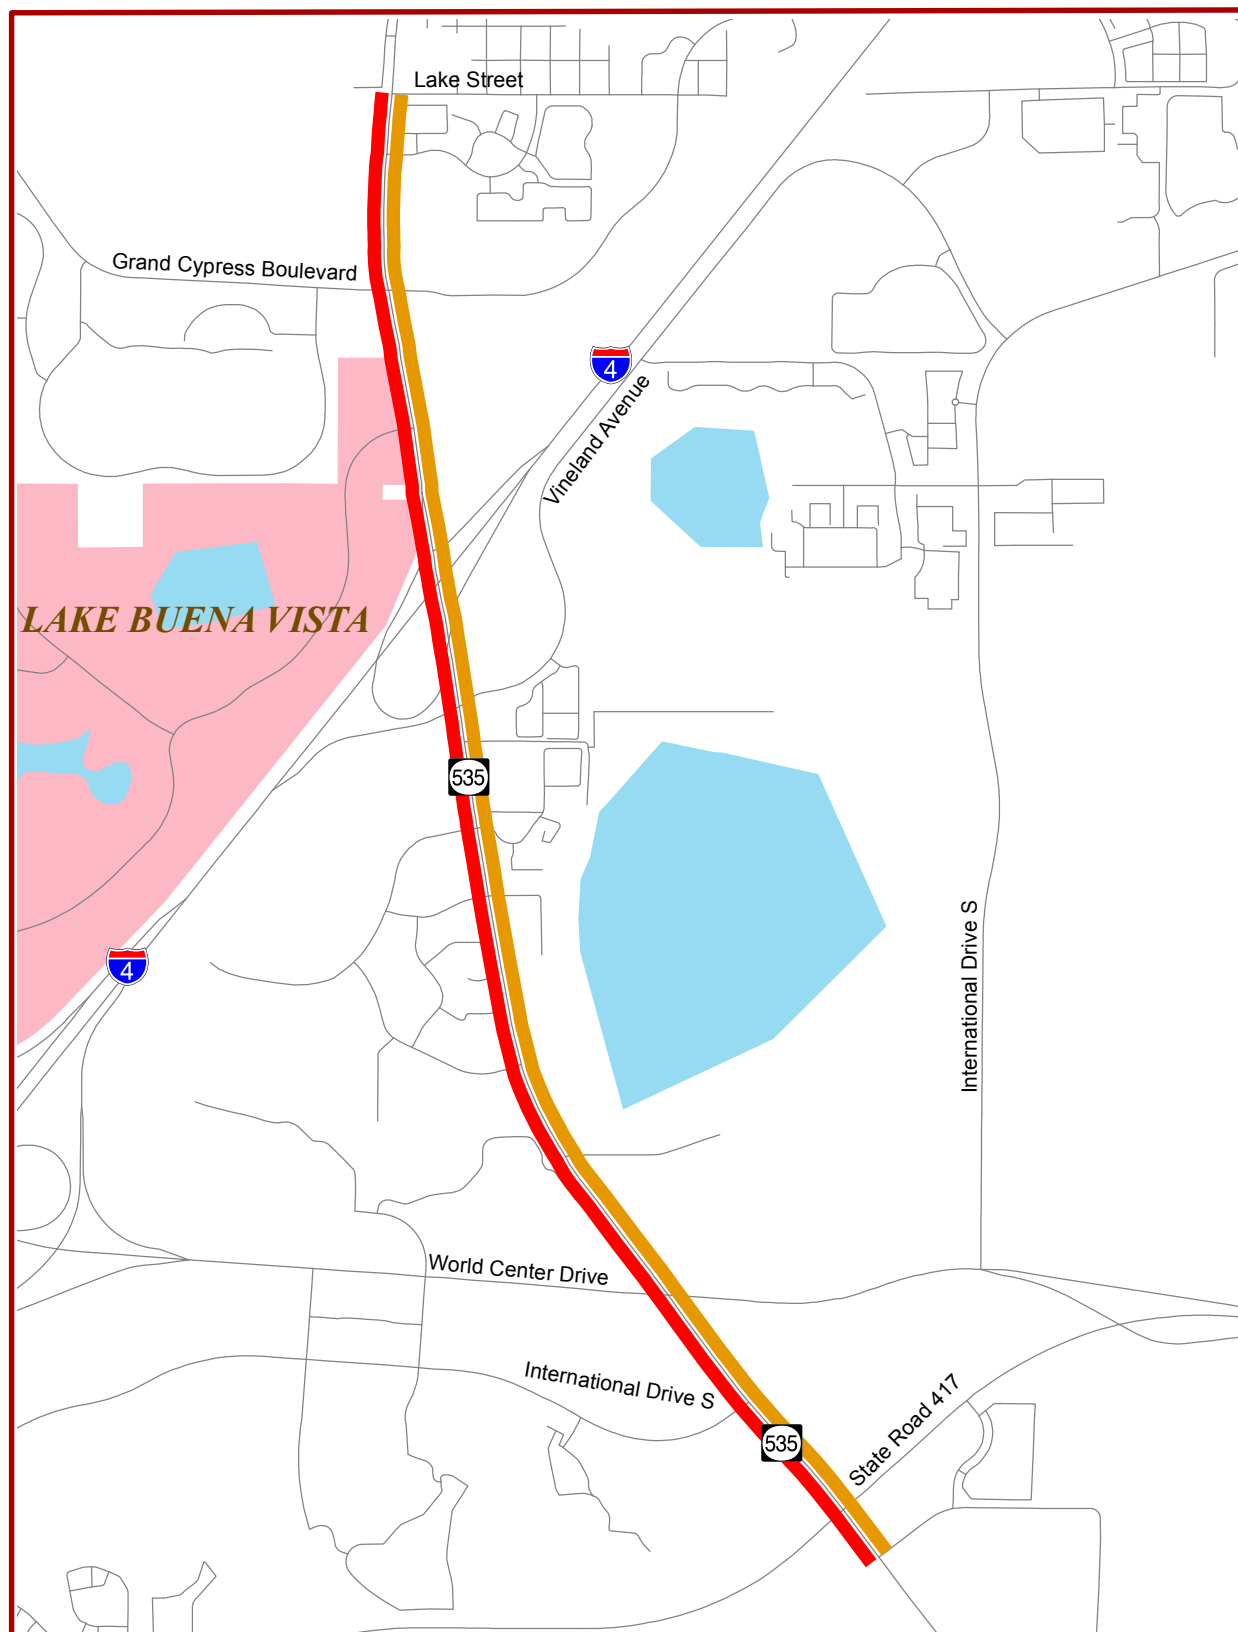 Lake Street
Grand Cypress Boulevard
4
Vineland Avenue
LAKE BUENA VISTA
535
4
International Drive S
World Center Drive
International Drive S
State Road 417
535